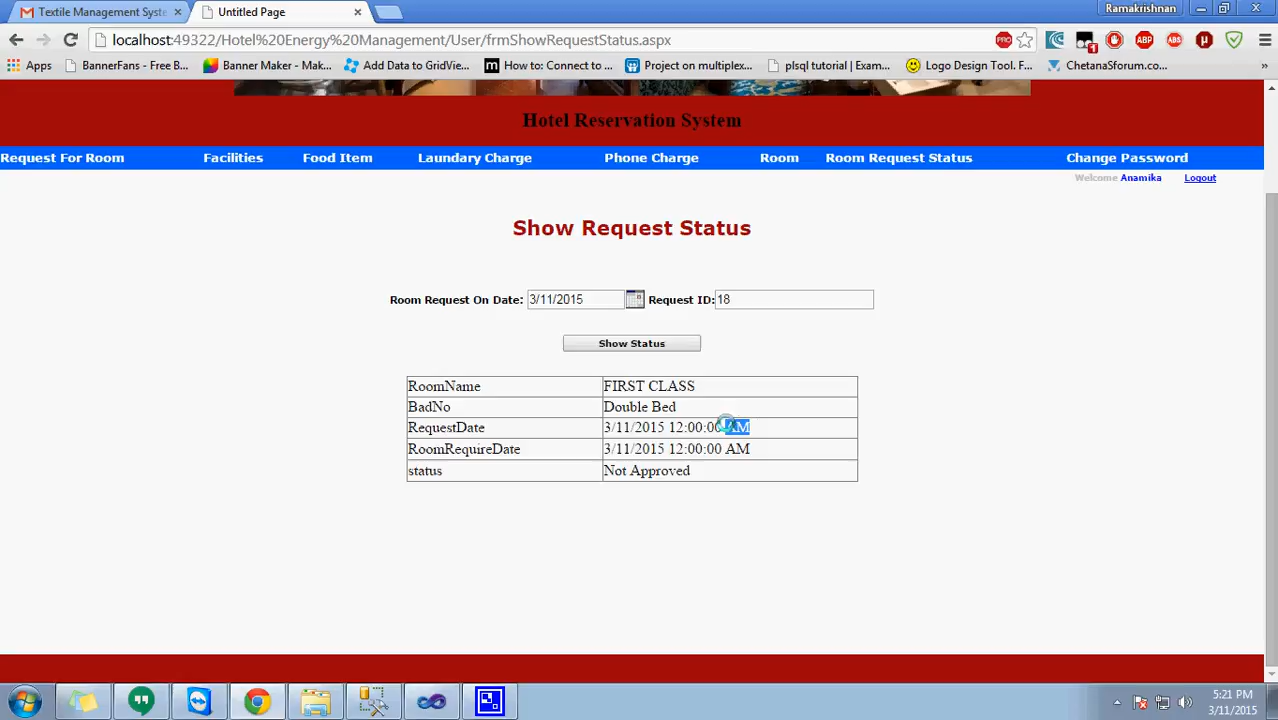 Textile Management Syste
Untitled Page
Ramakrishnan
localhost:49322/Hotel%20Energy%20Management/User/frmShowRequestStatus.aspx
PRO
1
ABP
ABS
µ
Apps
BannerFans - Free B...
Banner Maker - Mak...
Add Data to GridVie...
How to: Connect to ...
Project on multiplex...
plsql tutorial | Exam...
Logo Design Tool. F...
ChetanaSforum.co...
»
Hotel Reservation System
Request For Room
Facilities
Food Item
Laundary Charge
Phone Charge
Room
Room Request Status
Change Password
Welcome Anamika
Logout
Show Request Status
Room Request On Date: 3/11/2015
Request ID: 18
Show Status
RoomName FIRST CLASS
BadNo Double Bed
RequestDate 3/11/2015 12:00:00 AM
RoomRequireDate 3/11/2015 12:00:00 AM
status Not Approved
5:21 PM
3/11/2015